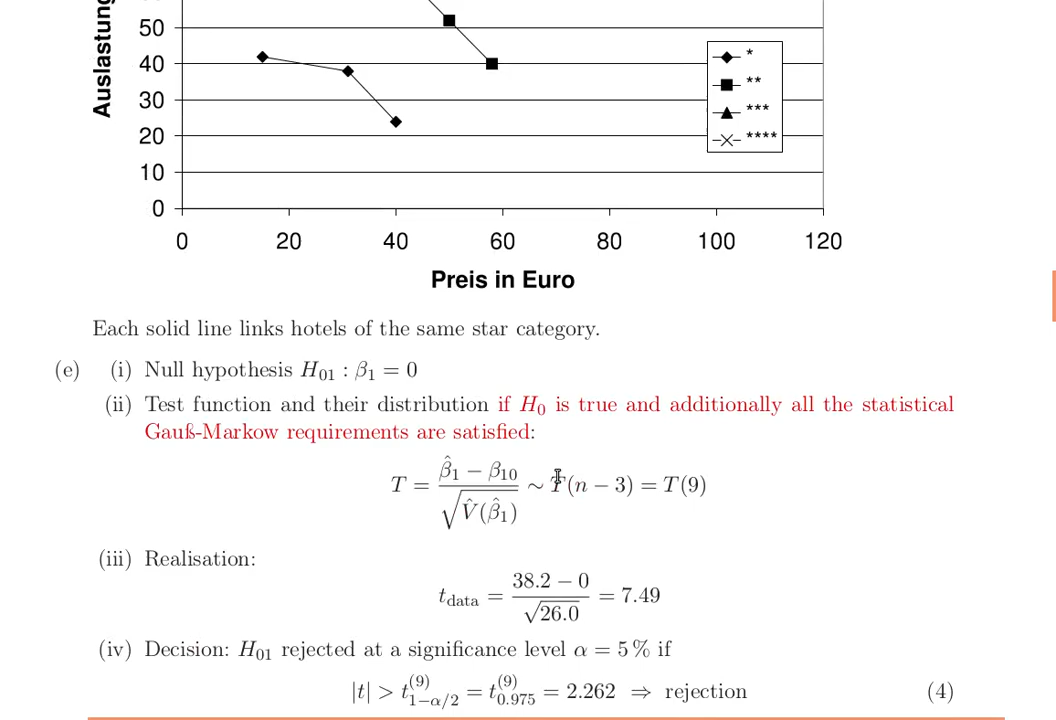 Auslastung
50
40
30
20
10
0
*
**
***
****
0 20 40 60 80 100 120
Preis in Euro
Each solid line links hotels of the same star category.
(e) (i) Null hypothesis H₀₁ : β₁ = 0
(ii) Test function and their distribution if H₀ is true and additionally all the statistical
Gauß-Markow requirements are satisfied:
T = (β̂₁ − β₁₀) / √(V̂(β̂₁)) ∼ T(n − 3) = T(9)
(iii) Realisation:
t_data = (38.2 − 0) / √26.0 = 7.49
(iv) Decision: H₀₁ rejected at a significance level α = 5 % if
|t| > t_{1−α/2}^{(9)} = t_{0.975}^{(9)} = 2.262 ⇒ rejection (4)